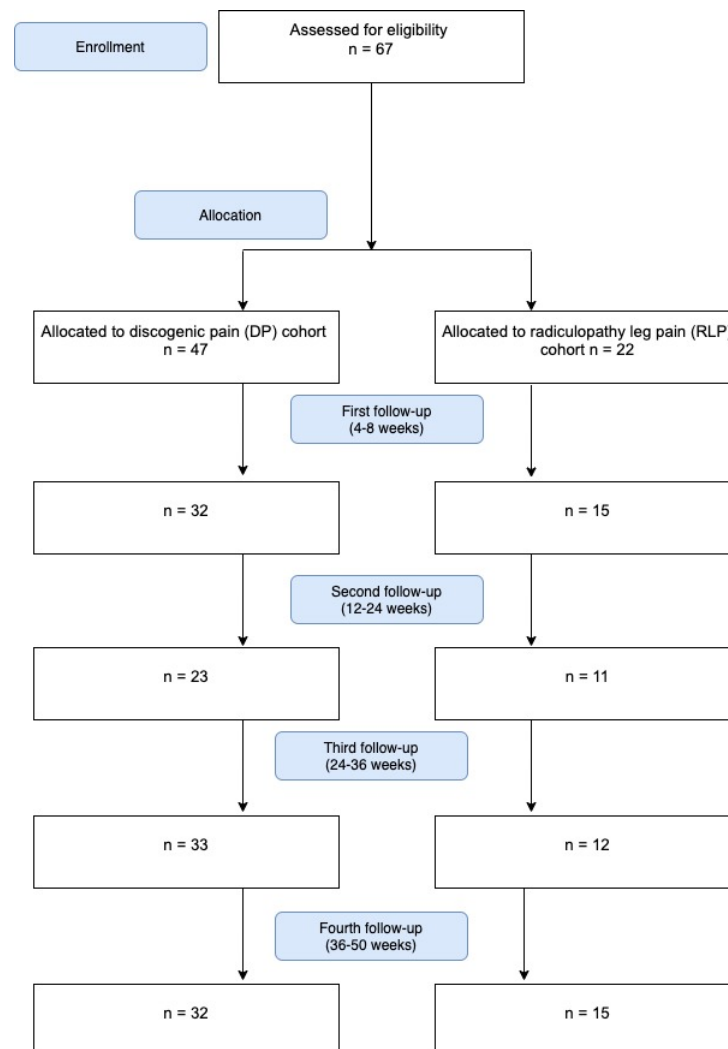 Enrollment
Assessed for eligibility
n = 67
Allocation
Allocated to discogenic pain (DP) cohort
n = 47
Allocated to radiculopathy leg pain (RLP)
cohort n = 22
First follow-up
(4-8 weeks)
n = 32
n = 15
Second follow-up
(12-24 weeks)
n = 23
n = 11
Third follow-up
(24-36 weeks)
n = 33
n = 12
Fourth follow-up
(36-50 weeks)
n = 32
n = 15